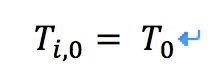 T_{i,0} = T_0 ↵